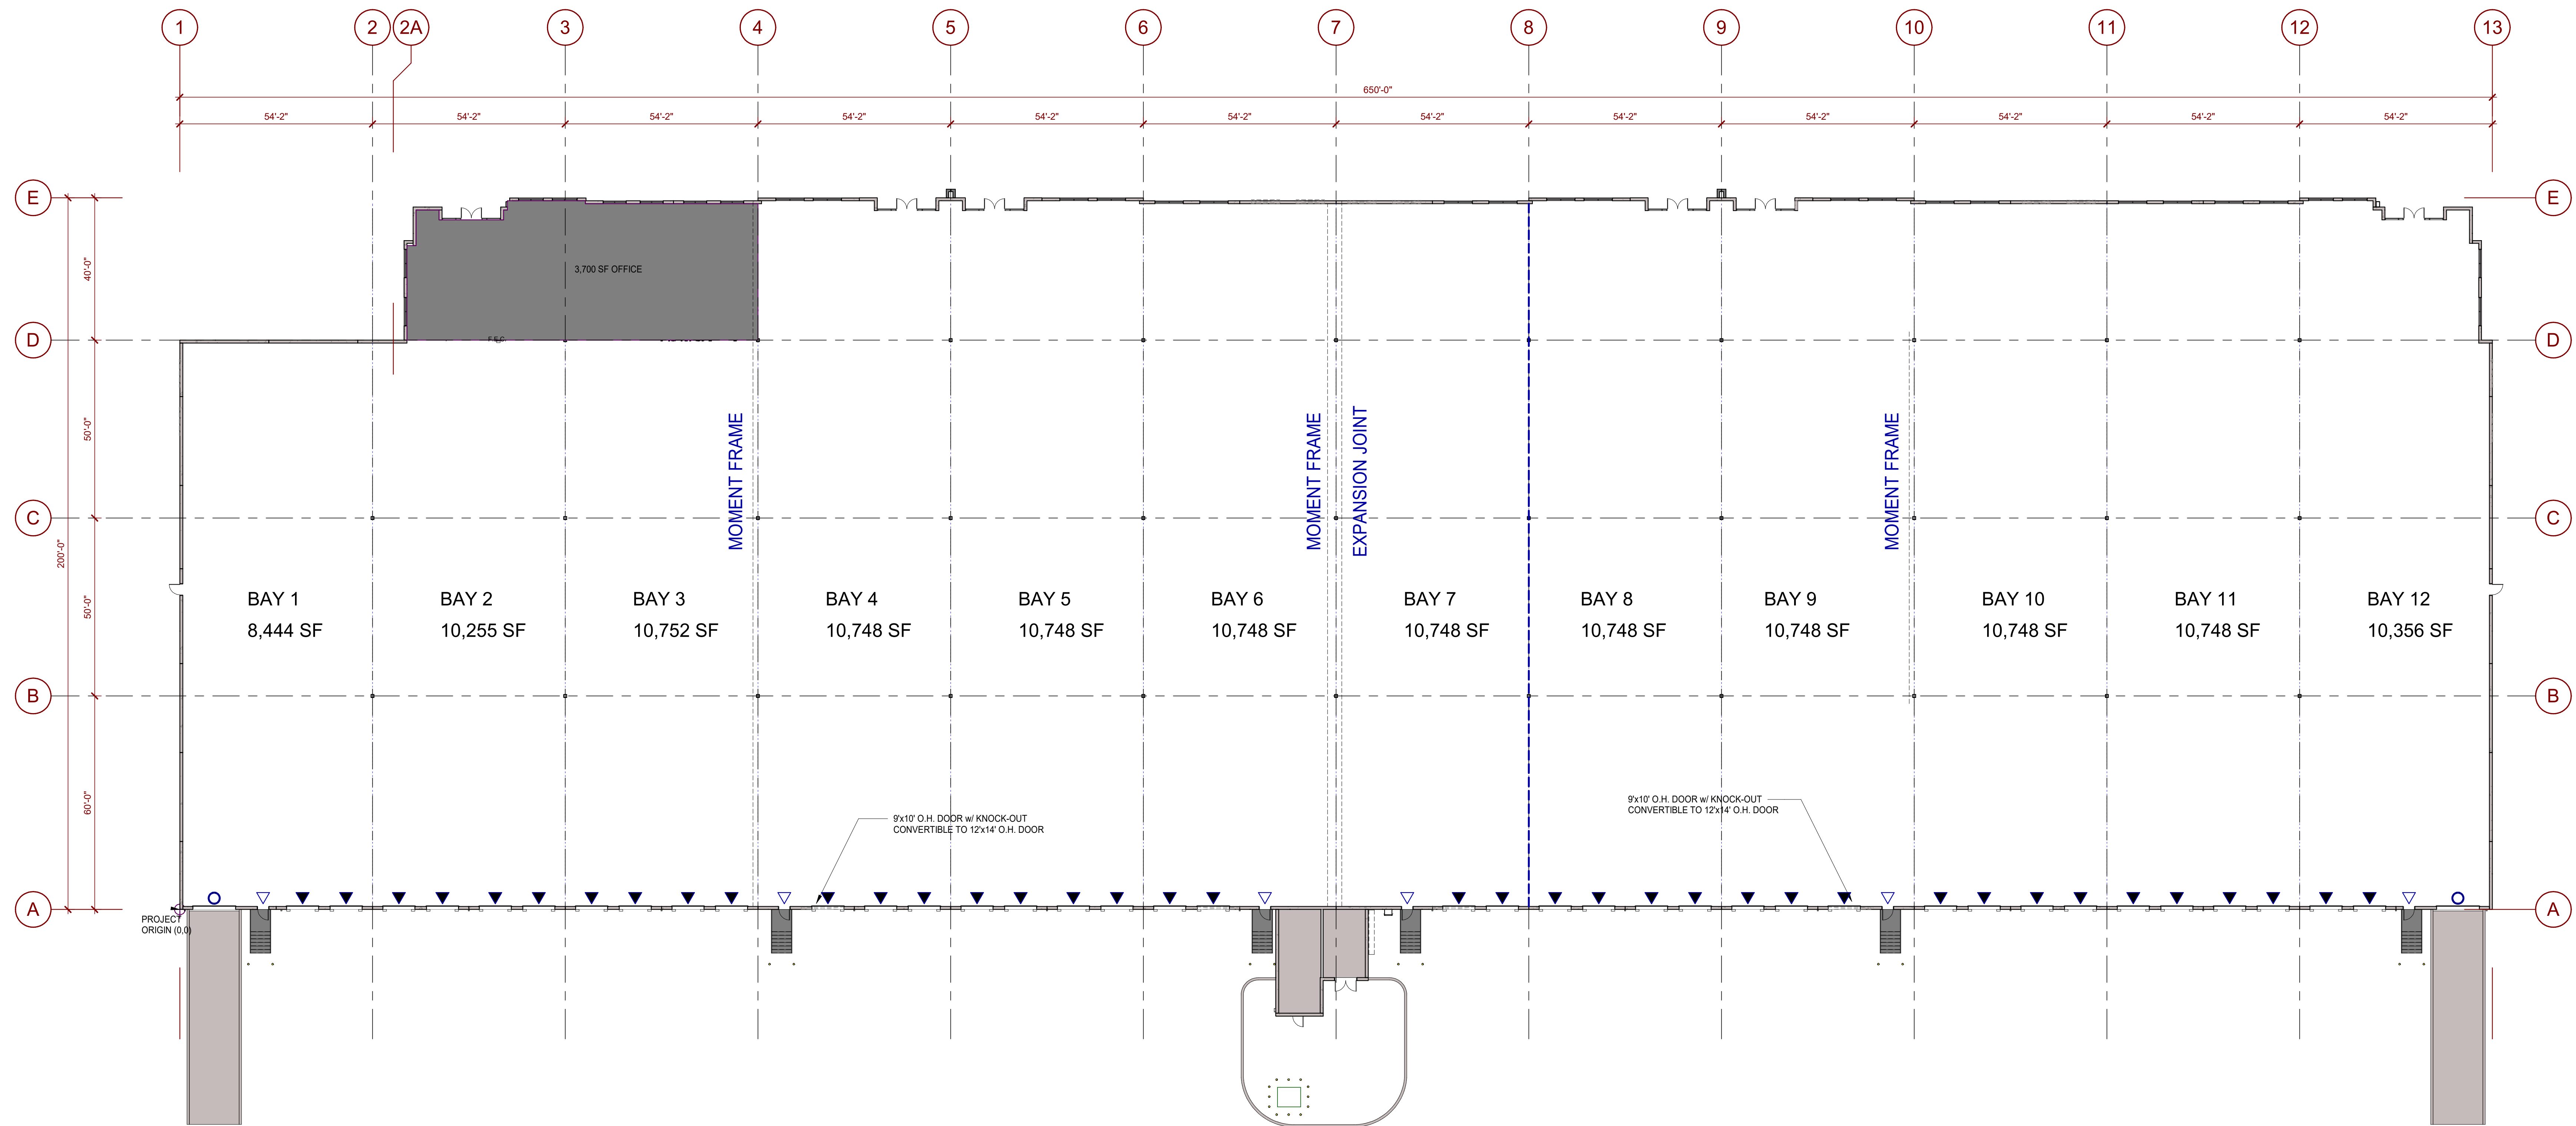 1
2
2A
3
4
5
6
7
8
9
10
11
12
13
650'-0"
54'-2"
54'-2"
54'-2"
54'-2"
54'-2"
54'-2"
54'-2"
54'-2"
54'-2"
54'-2"
54'-2"
54'-2"
E
E
40'-0"
3,700 SF OFFICE
F.E.C.
D
D
50'-0"
MOMENT FRAME
MOMENT FRAME
EXPANSION JOINT
MOMENT FRAME
C
C
200'-0"
50'-0"
BAY 1
8,444 SF
BAY 2
10,255 SF
BAY 3
10,752 SF
BAY 4
10,748 SF
BAY 5
10,748 SF
BAY 6
10,748 SF
BAY 7
10,748 SF
BAY 8
10,748 SF
BAY 9
10,748 SF
BAY 10
10,748 SF
BAY 11
10,748 SF
BAY 12
10,356 SF
B
B
60'-0"
9'x10' O.H. DOOR w/ KNOCK-OUT
CONVERTIBLE TO 12'x14' O.H. DOOR
9'x10' O.H. DOOR w/ KNOCK-OUT
CONVERTIBLE TO 12'x14' O.H. DOOR
A
A
PROJECT
ORIGIN (0,0)